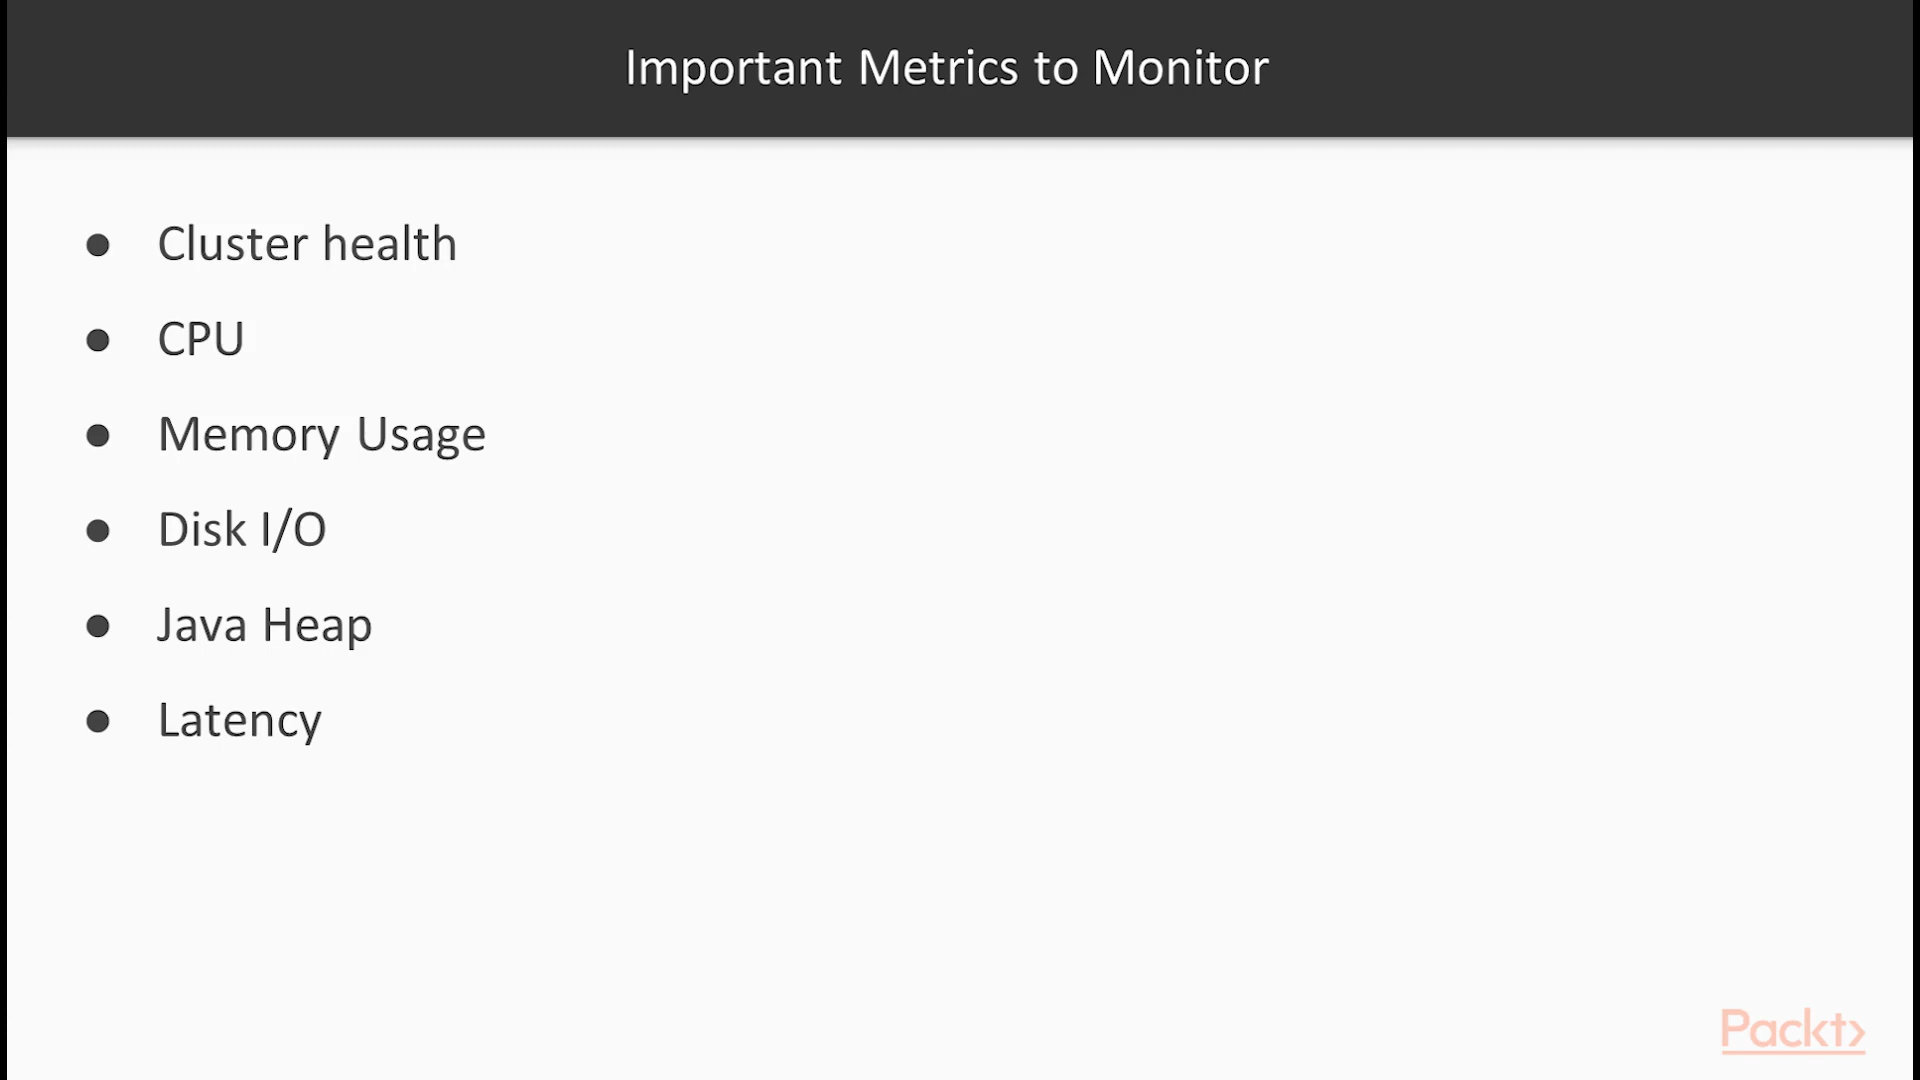 Important Metrics to Monitor
● Cluster health
● CPU
● Memory Usage
● Disk I/O
● Java Heap
● Latency
Packt>